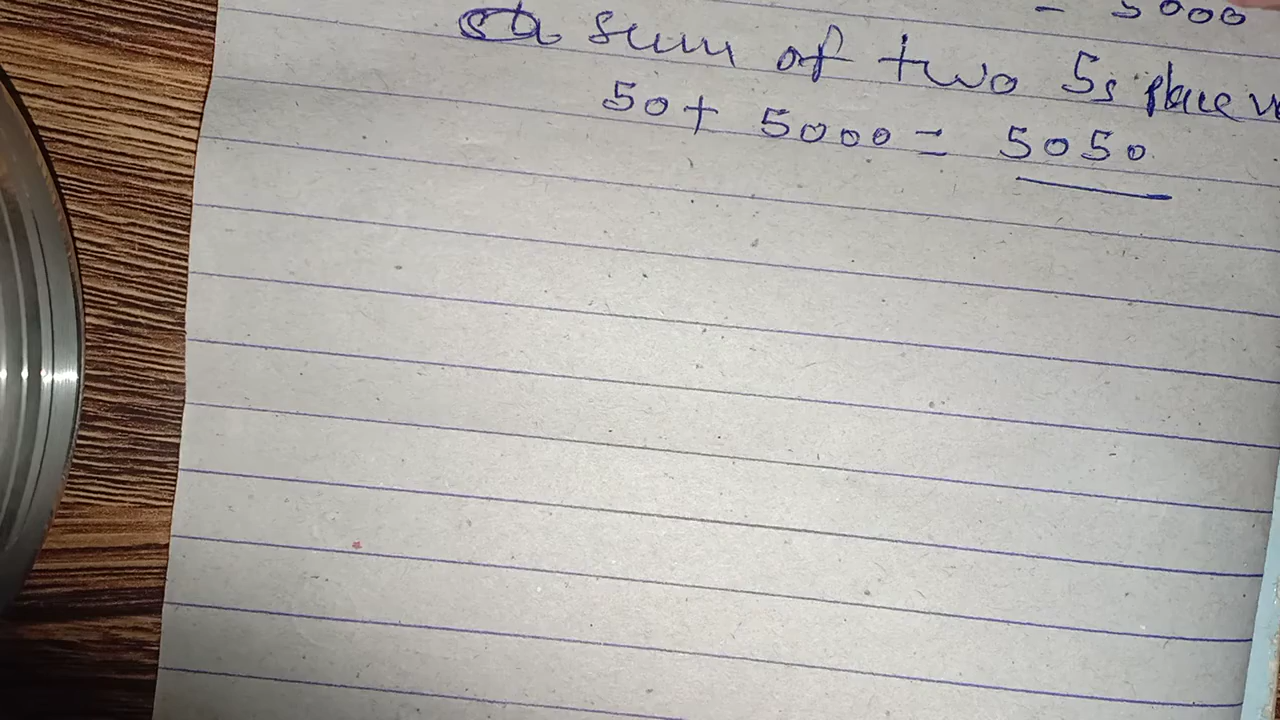 = 5000
sum of two 5s place
50 + 5000 = 5050